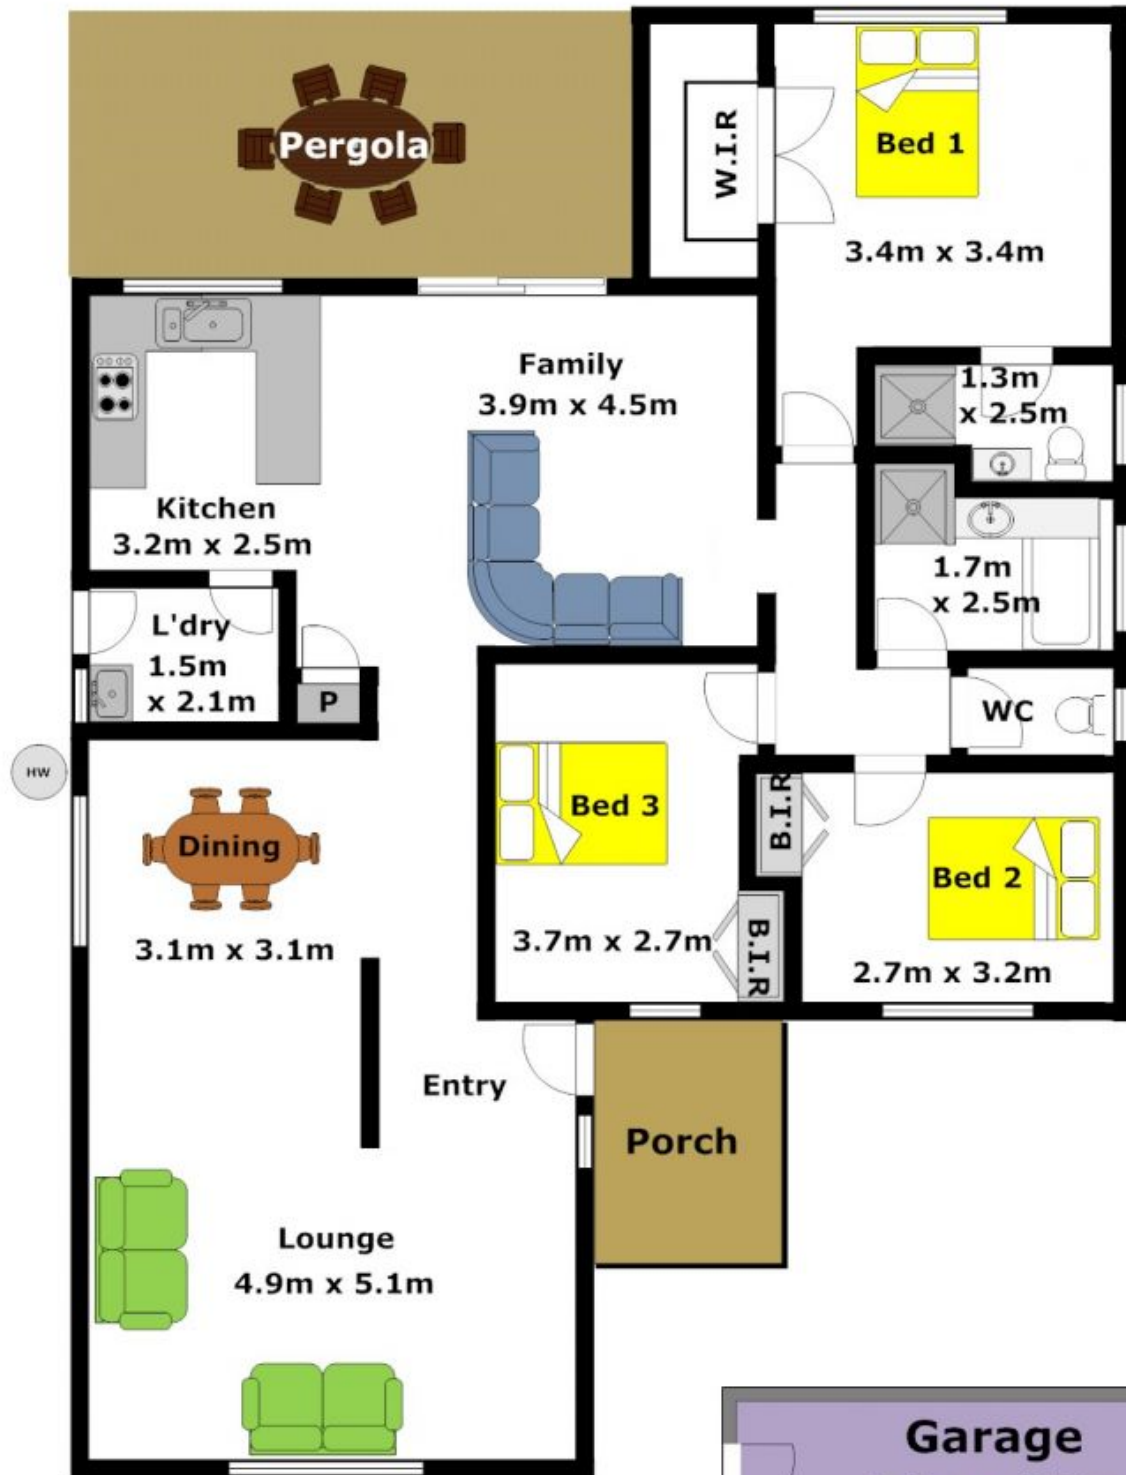 Pergola
W.I.R
Bed 1
3.4m x 3.4m
Family
3.9m x 4.5m
1.3m
x 2.5m
Kitchen
3.2m x 2.5m
1.7m
x 2.5m
L'dry
1.5m
x 2.1m
P
WC
HW
Dining
3.1m x 3.1m
Bed 3
3.7m x 2.7m
B.I.R
B.I.R
Bed 2
2.7m x 3.2m
Entry
Porch
Lounge
4.9m x 5.1m
Garage